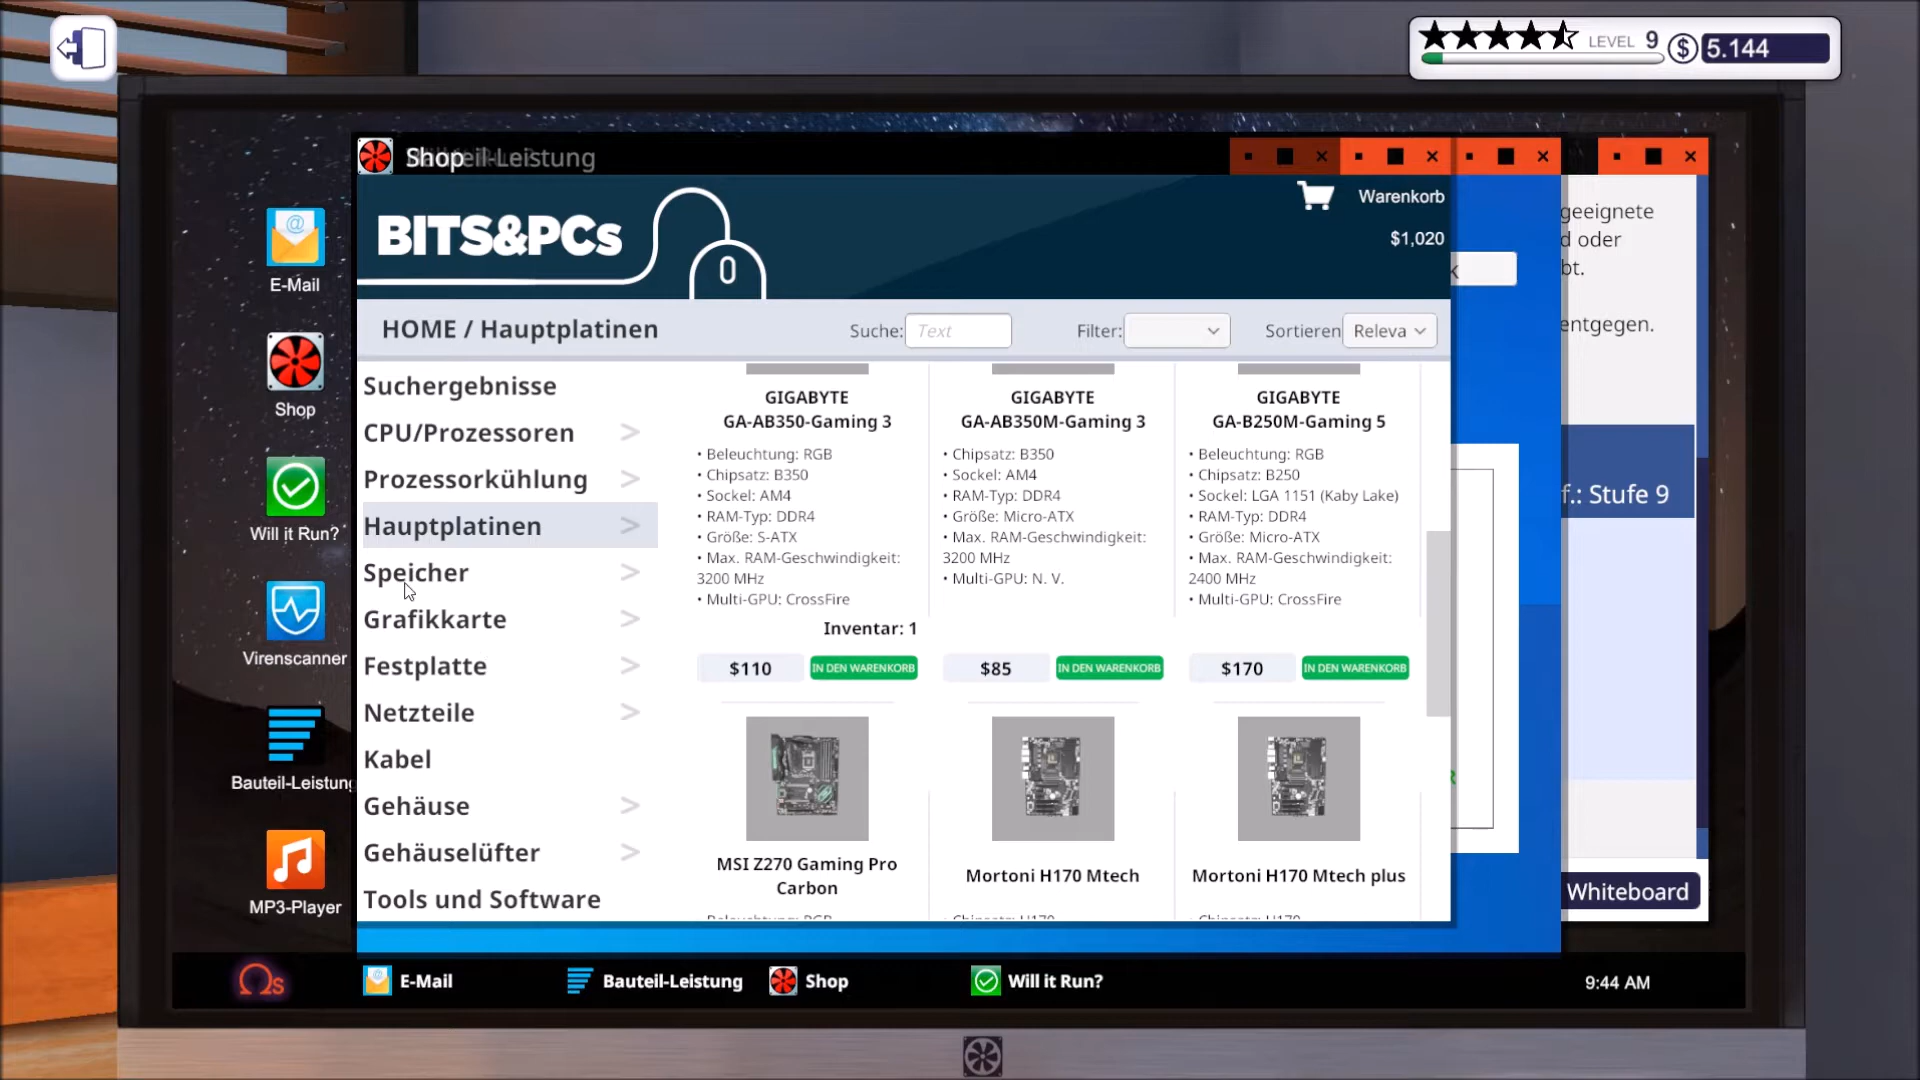 LEVEL 9
5.144
Shop
BITS&PCs
Warenkorb
$1,020
HOME / Hauptplatinen
Suche:
Text
Filter:
Sortieren
Releva
E-Mail
Shop
Will it Run?
Virenscanner
Bauteil-Leistung
MP3-Player
Suchergebnisse
CPU/Prozessoren
Prozessorkühlung
Hauptplatinen
Speicher
Grafikkarte
Festplatte
Netzteile
Kabel
Gehäuse
Gehäuselüfter
Tools und Software
GIGABYTE
GA-AB350-Gaming 3
• Beleuchtung: RGB
• Chipsatz: B350
• Sockel: AM4
• RAM-Typ: DDR4
• Größe: S-ATX
• Max. RAM-Geschwindigkeit:
3200 MHz
• Multi-GPU: CrossFire
Inventar: 1
$110
IN DEN WARENKORB
GIGABYTE
GA-AB350M-Gaming 3
• Chipsatz: B350
• Sockel: AM4
• RAM-Typ: DDR4
• Größe: Micro-ATX
• Max. RAM-Geschwindigkeit:
3200 MHz
• Multi-GPU: N. V.
$85
IN DEN WARENKORB
GIGABYTE
GA-B250M-Gaming 5
• Beleuchtung: RGB
• Chipsatz: B250
• Sockel: LGA 1151 (Kaby Lake)
• RAM-Typ: DDR4
• Größe: Micro-ATX
• Max. RAM-Geschwindigkeit:
2400 MHz
• Multi-GPU: CrossFire
$170
IN DEN WARENKORB
MSI Z270 Gaming Pro
Carbon
Mortoni H170 Mtech
Mortoni H170 Mtech plus
geeignete
d oder
bt.
entgegen.
f.: Stufe 9
Whiteboard
E-Mail
Bauteil-Leistung
Shop
Will it Run?
9:44 AM